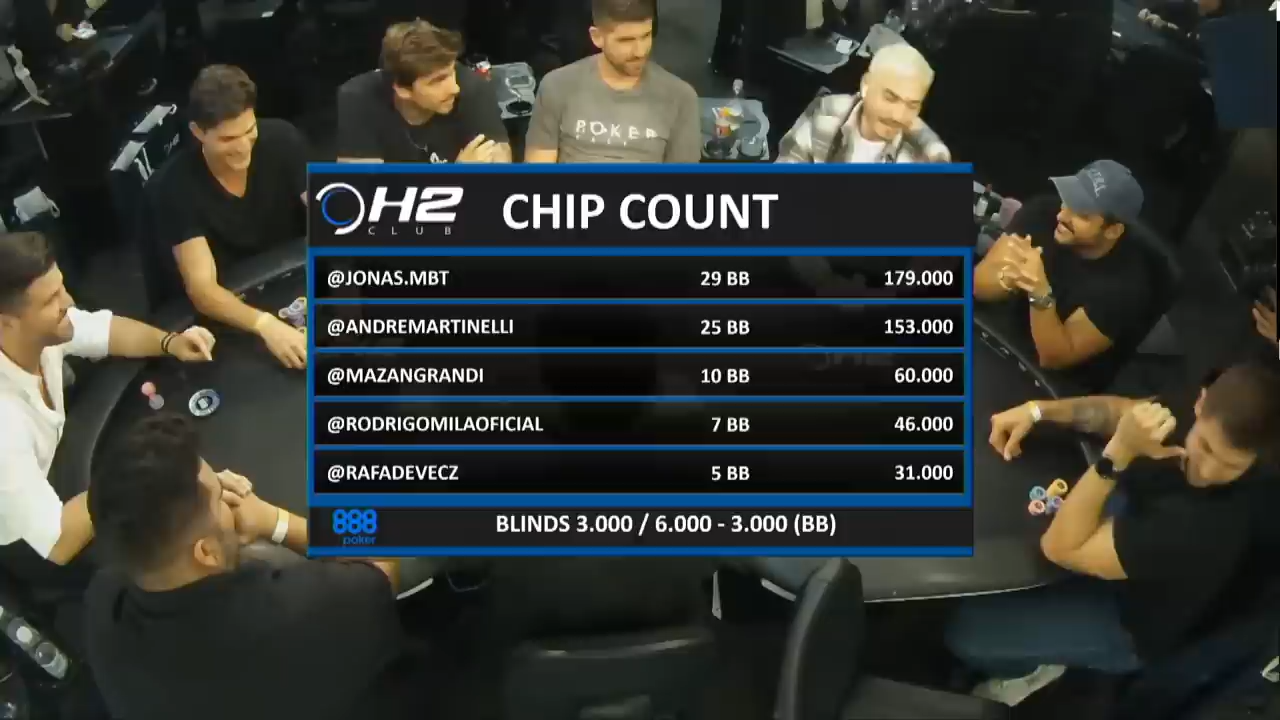 POKER
H2 CLUB
CHIP COUNT
@JONAS.MBT 29 BB 179.000
@ANDREMARTINELLI 25 BB 153.000
@MAZANGRANDI 10 BB 60.000
@RODRIGOMILAOFICIAL 7 BB 46.000
@RAFADEVECZ 5 BB 31.000
888 poker
BLINDS 3.000 / 6.000 - 3.000 (BB)